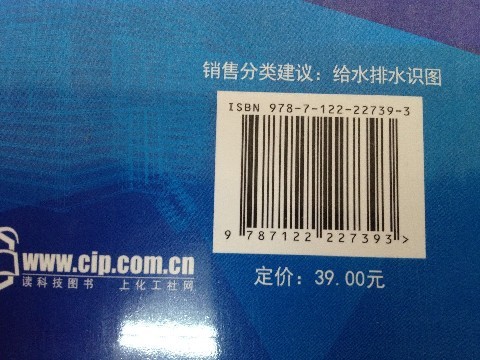 销售分类建议：给水排水识图
ISBN 978-7-122-22739-3
9 787122 227393>
www.cip.com.cn
读科技图书 上化工社网
定价：39.00元